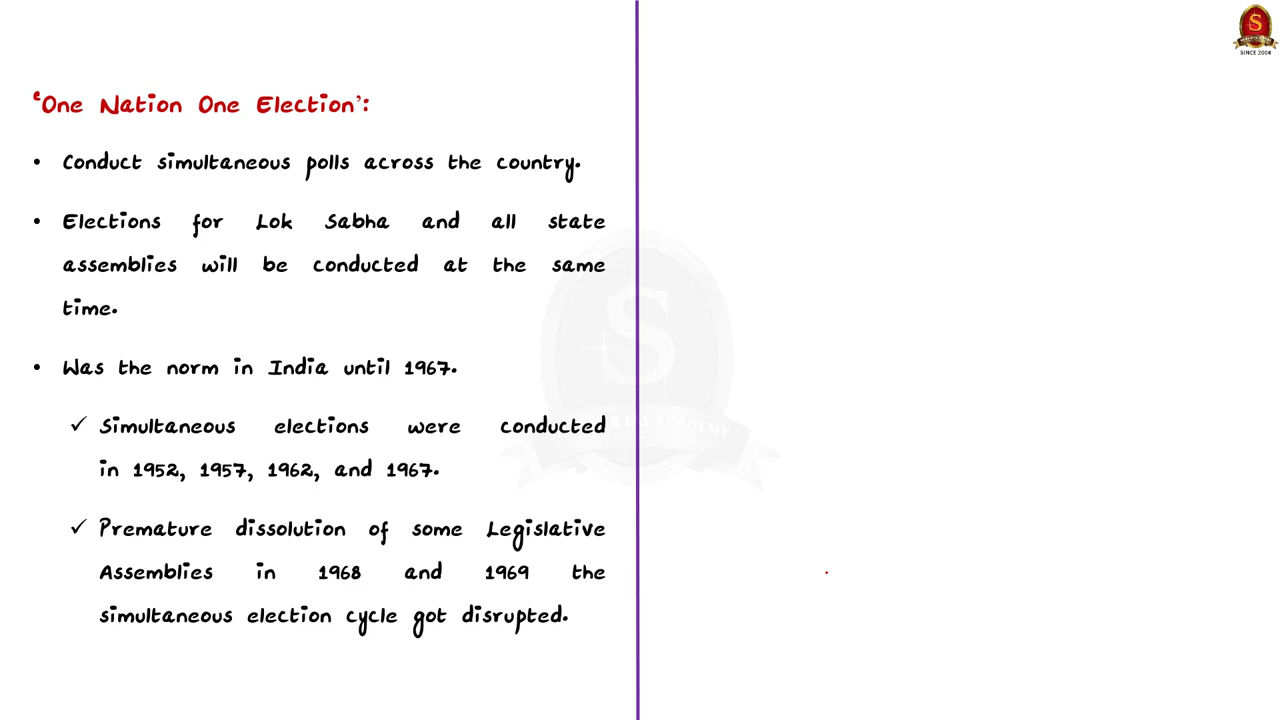 ‘One Nation One Election’:
• Conduct simultaneous polls across the country.
• Elections for Lok Sabha and all state
assemblies will be conducted at the same
time.
• Was the norm in India until 1967.
✓ Simultaneous elections were conducted
in 1952, 1957, 1962, and 1967.
✓ Premature dissolution of some Legislative
Assemblies in 1968 and 1969 the
simultaneous election cycle got disrupted.
S
SINCE 2004
S
ACADEMY